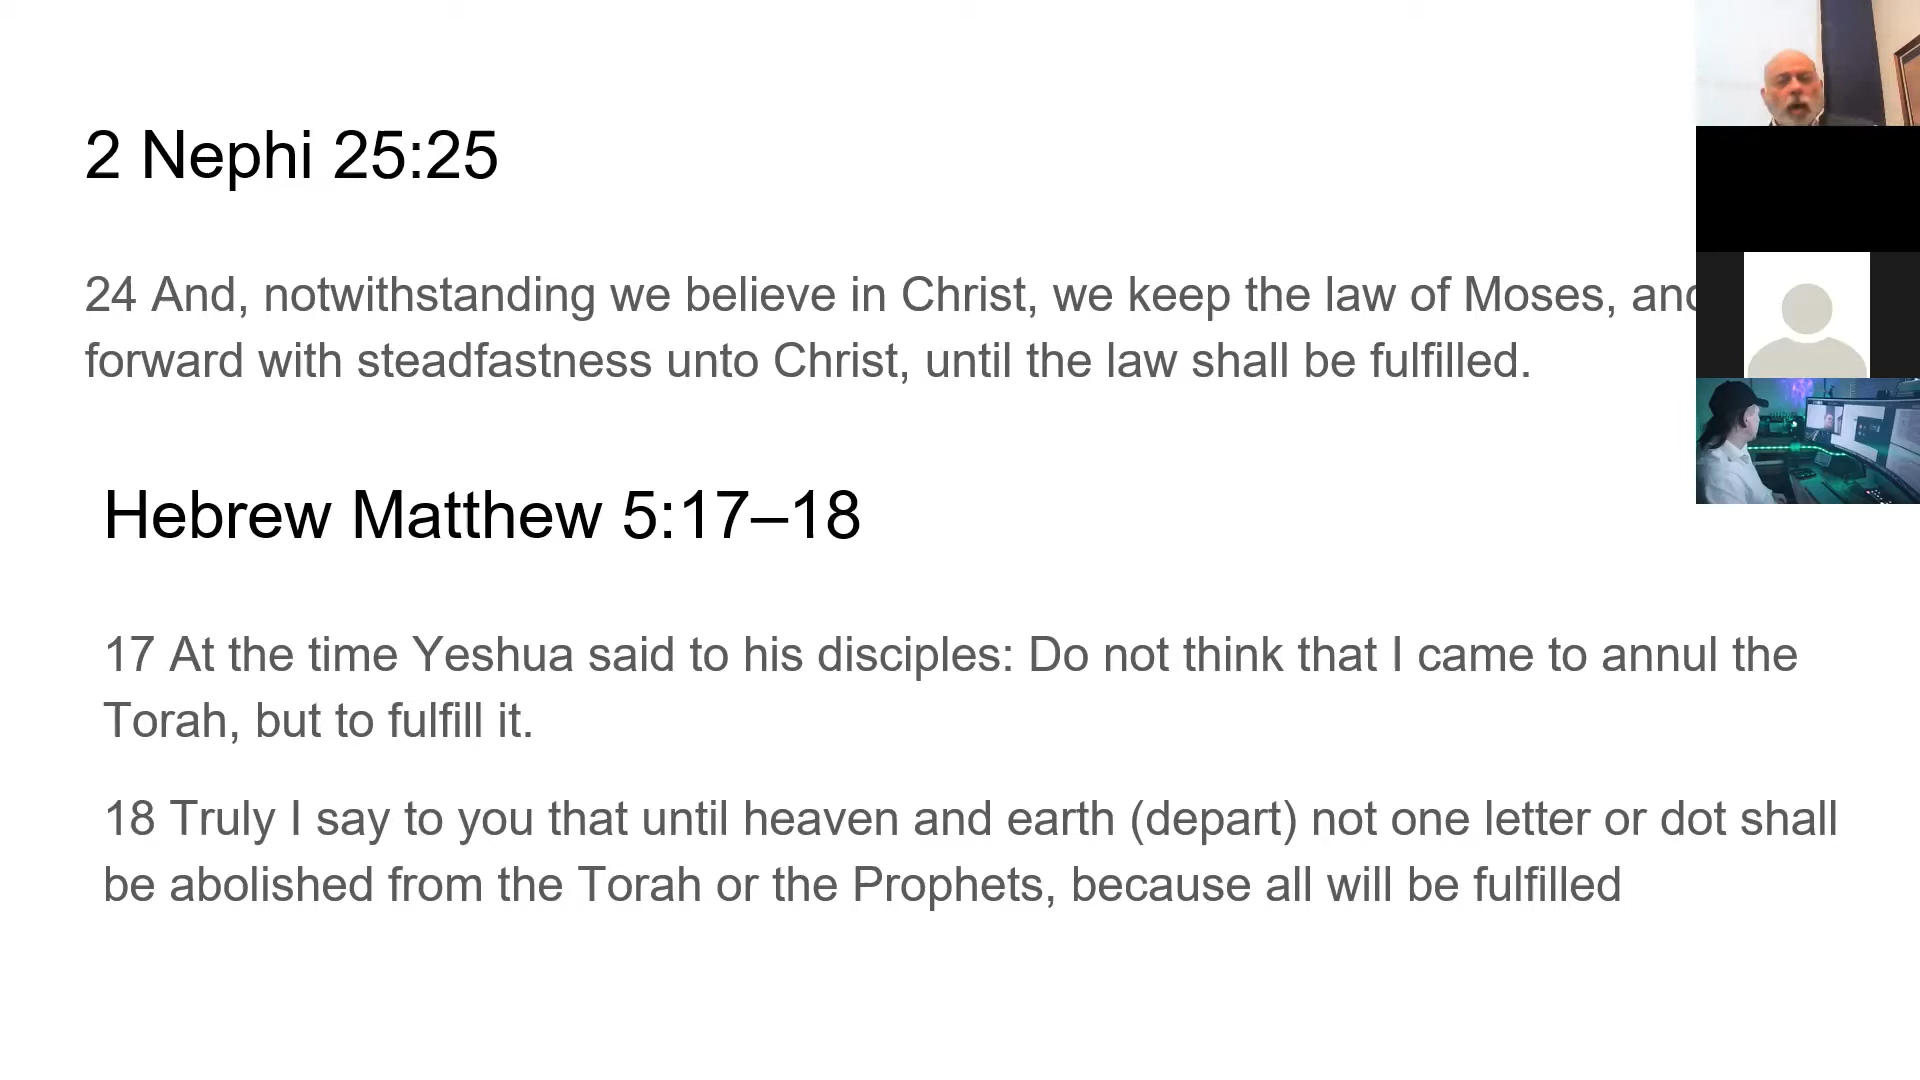 2 Nephi 25:25
24 And, notwithstanding we believe in Christ, we keep the law of Moses, and
forward with steadfastness unto Christ, until the law shall be fulfilled.
Hebrew Matthew 5:17–18
17 At the time Yeshua said to his disciples: Do not think that I came to annul the
Torah, but to fulfill it.
18 Truly I say to you that until heaven and earth (depart) not one letter or dot shall
be abolished from the Torah or the Prophets, because all will be fulfilled